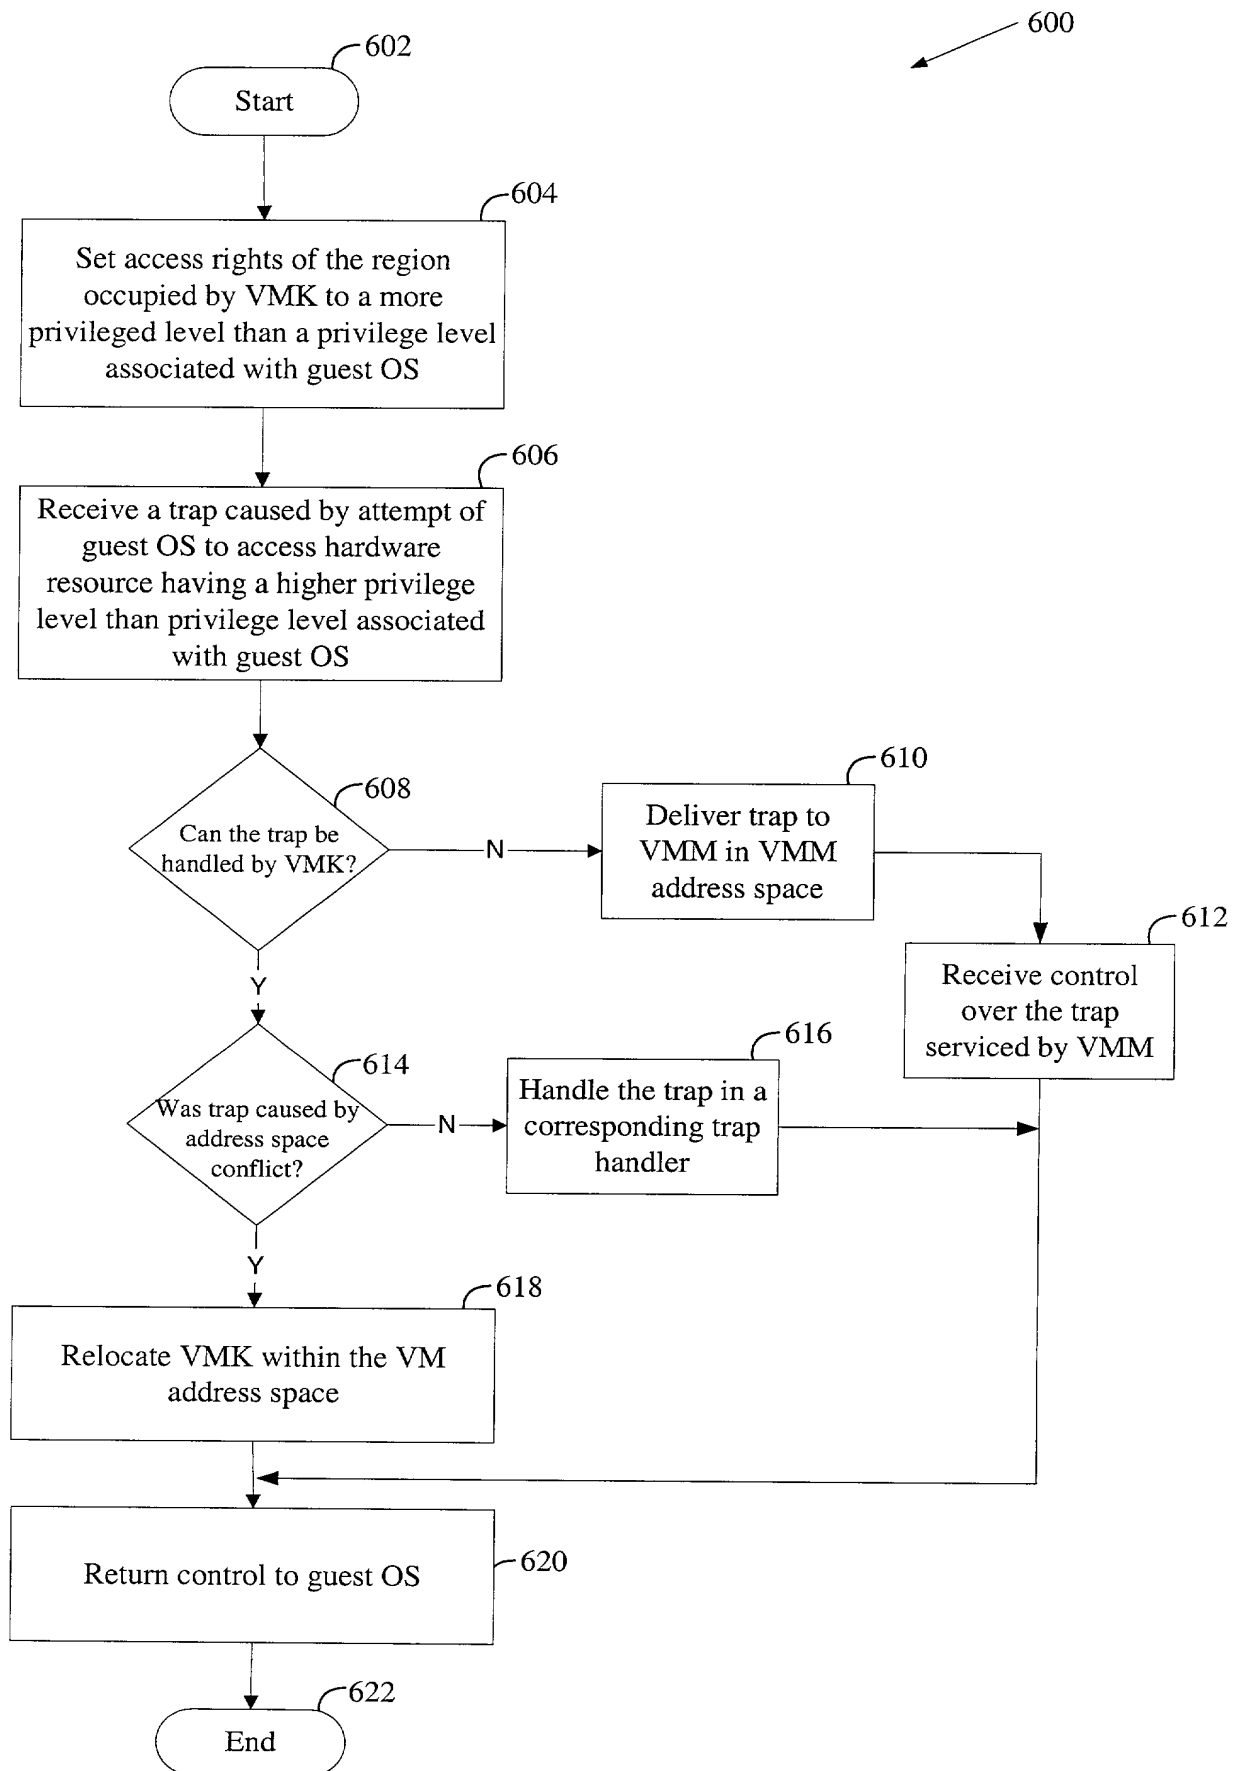 600
602
Start
604
Set access rights of the region
occupied by VMK to a more
privileged level than a privilege level
associated with guest OS
606
Receive a trap caused by attempt of
guest OS to access hardware
resource having a higher privilege
level than privilege level associated
with guest OS
608
Can the trap be
handled by VMK?
N
610
Deliver trap to
VMM in VMM
address space
612
Receive control
over the trap
serviced by VMM
Y
614
Was trap caused by
address space
conflict?
N
616
Handle the trap in a
corresponding trap
handler
Y
618
Relocate VMK within the VM
address space
620
Return control to guest OS
622
End